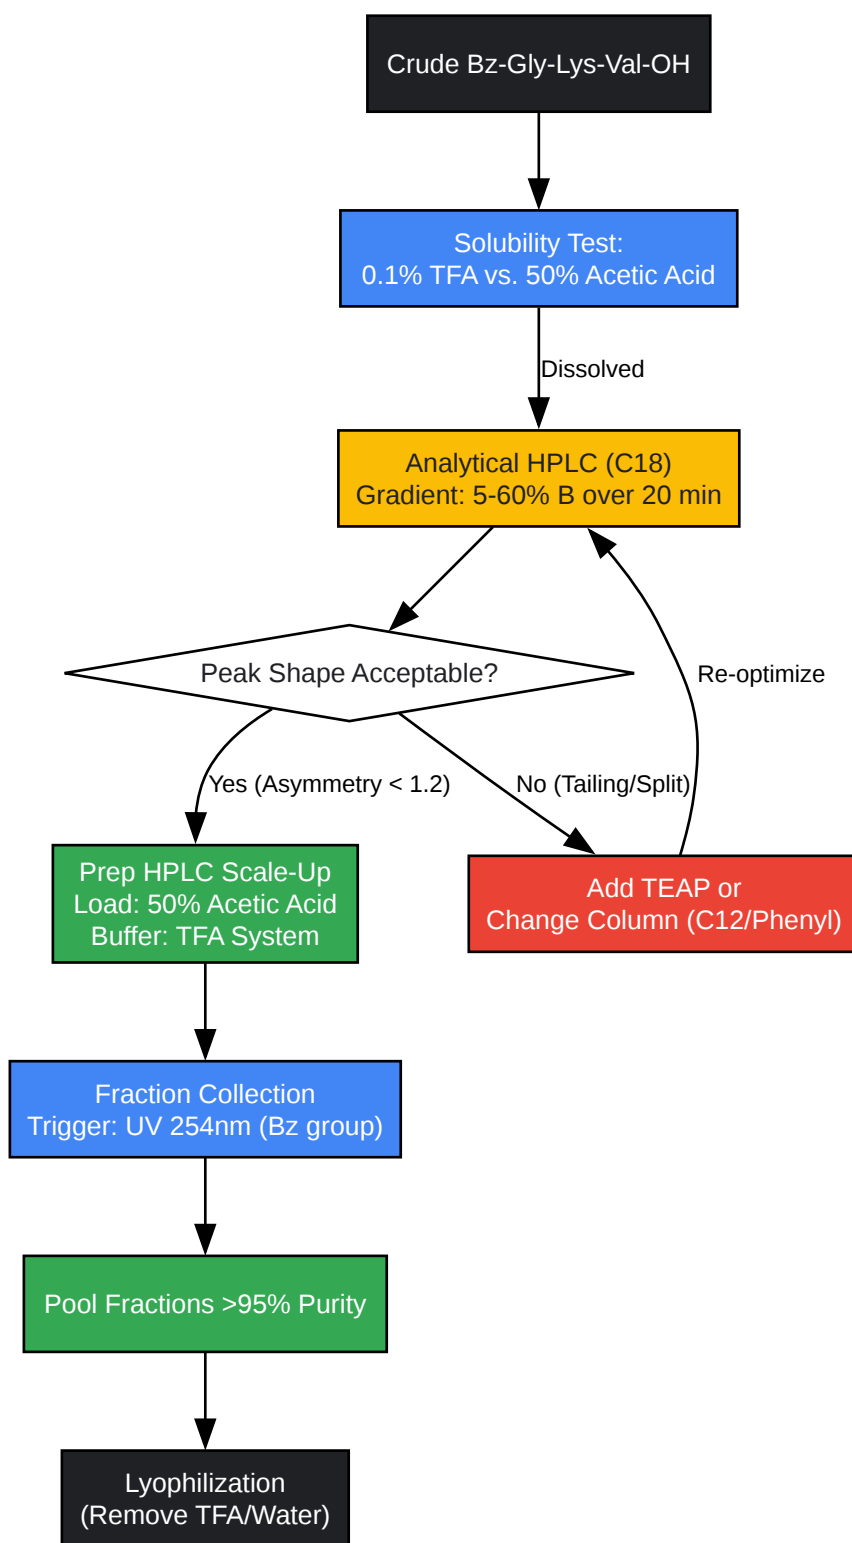 Crude Bz-Gly-Lys-Val-OH
Solubility Test:
0.1% TFA vs. 50% Acetic Acid
Dissolved
Analytical HPLC (C18)
Gradient: 5-60% B over 20 min
Peak Shape Acceptable?
Re-optimize
Yes (Asymmetry < 1.2)
No (Tailing/Split)
Prep HPLC Scale-Up
Load: 50% Acetic Acid
Buffer: TFA System
Add TEAP or
Change Column (C12/Phenyl)
Fraction Collection
Trigger: UV 254nm (Bz group)
Pool Fractions >95% Purity
Lyophilization
(Remove TFA/Water)